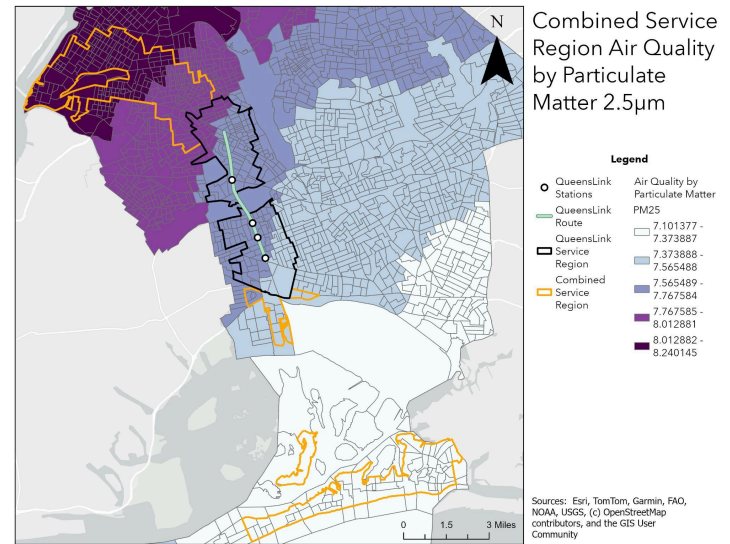 N
Combined Service
Region Air Quality
by Particulate
Matter 2.5µm
Legend
QueensLink
Stations
QueensLink
Route
QueensLink
Service
Region
Combined
Service
Region
Air Quality by
Particulate Matter
PM25
7.101377 -
7.373887
7.373888 -
7.565488
7.565489 -
7.767584
7.767585 -
8.012881
8.012882 -
8.240145
0 1.5 3 Miles
Sources: Esri, TomTom, Garmin, FAO,
NOAA, USGS, (c) OpenStreetMap
contributors, and the GIS User
Community